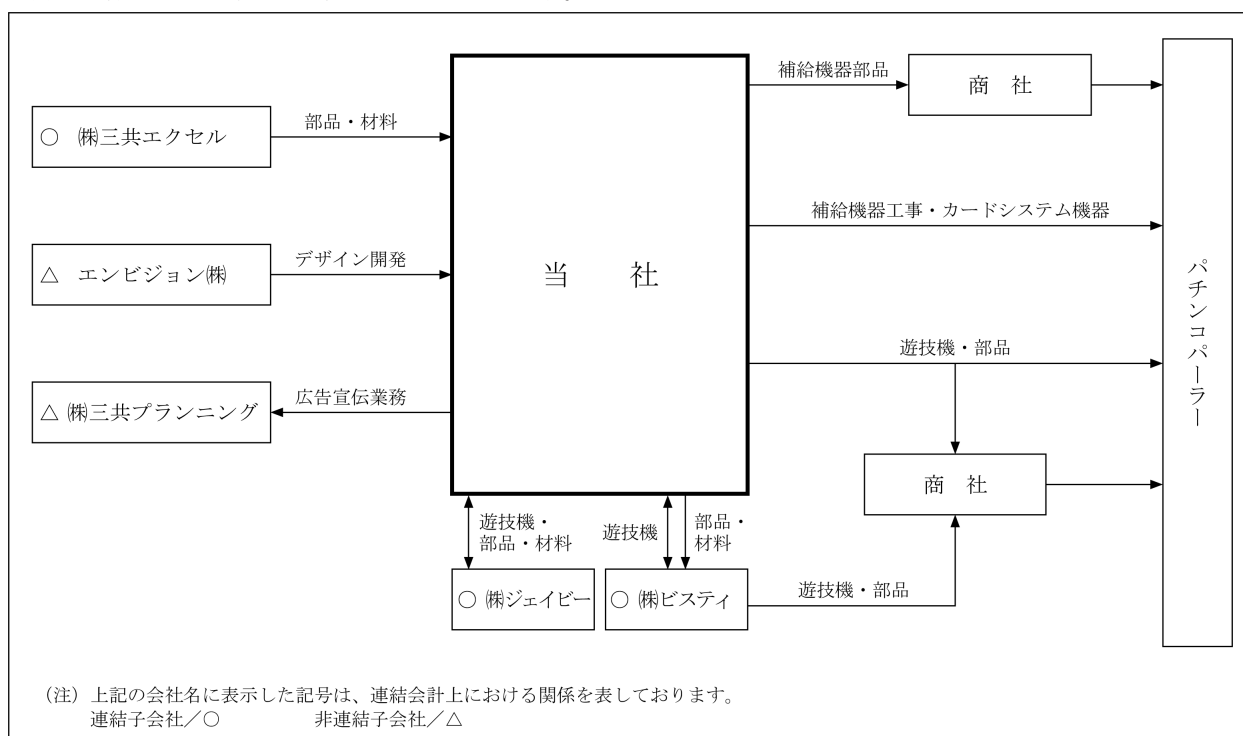 補給機器部品
商　社
○　㈱三共エクセル
部品・材料
補給機器工事・カードシステム機器
△　エンビジョン㈱
デザイン開発
当　社
パチンコパーラー
遊技機・部品
△ ㈱三共プランニング
広告宣伝業務
商　社
遊技機・
部品・材料
遊技機
部品・
材料
○ ㈱ジェイビー
○ ㈱ビスティ
遊技機・部品
（注）上記の会社名に表示した記号は、連結会計上における関係を表しております。
連結子会社／○　　　　　非連結子会社／△